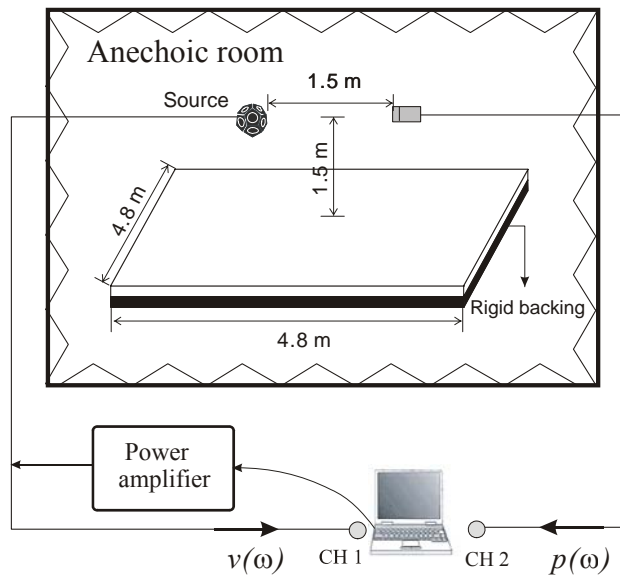 Anechoic room
1.5 m
Source
1.5 m
4.8 m
Rigid backing
4.8 m
Power
amplifier
v(ω)
CH 1
CH 2
p(ω)